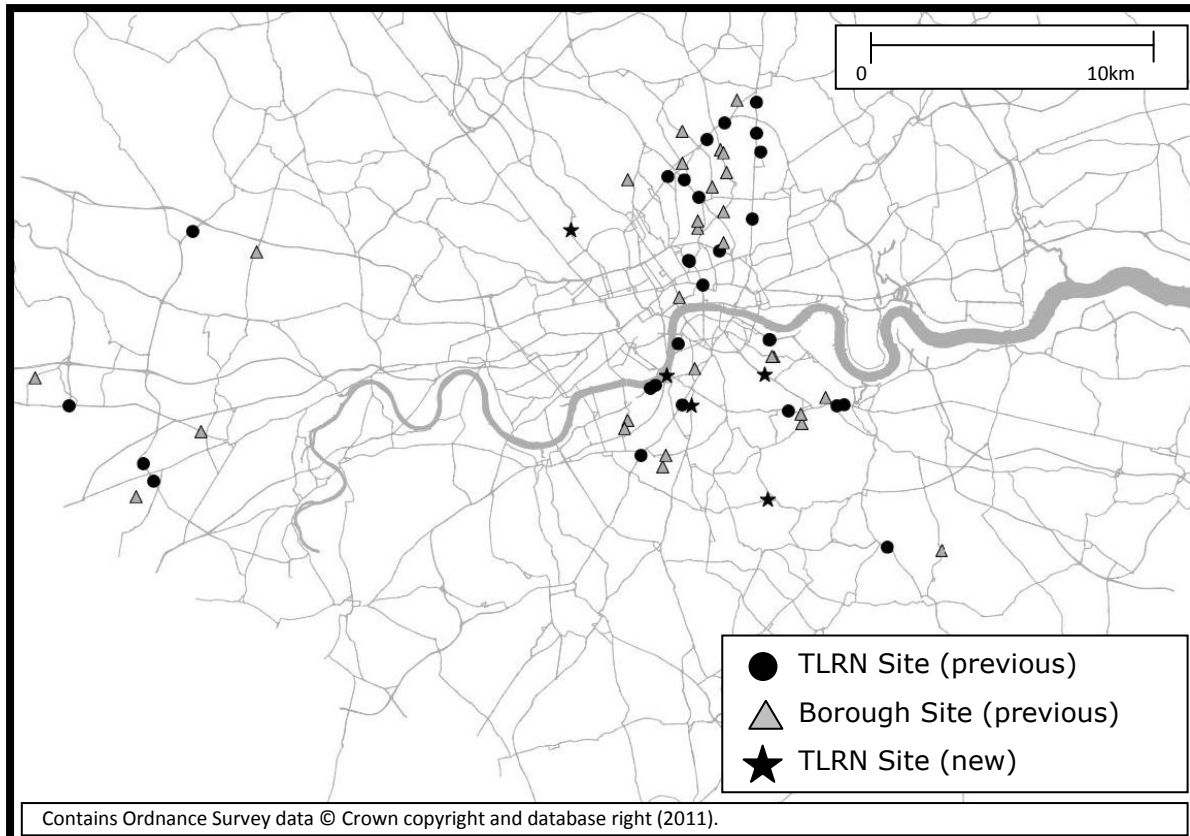 0 10km
TLRN Site (previous)
Borough Site (previous)
TLRN Site (new)
Contains Ordnance Survey data © Crown copyright and database right (2011).